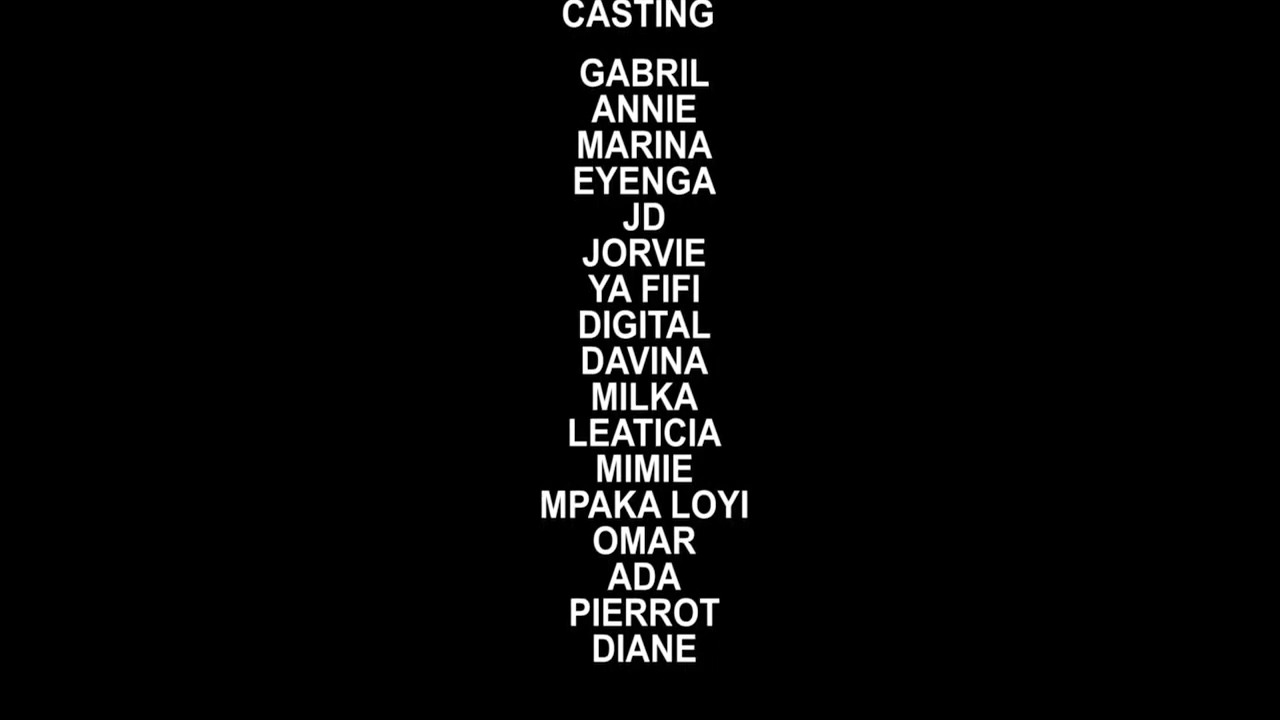 CASTING
GABRIL
ANNIE
MARINA
EYENGA
JD
JORVIE
YA FIFI
DIGITAL
DAVINA
MILKA
LEATICIA
MIMIE
MPAKA LOYI
OMAR
ADA
PIERROT
DIANE